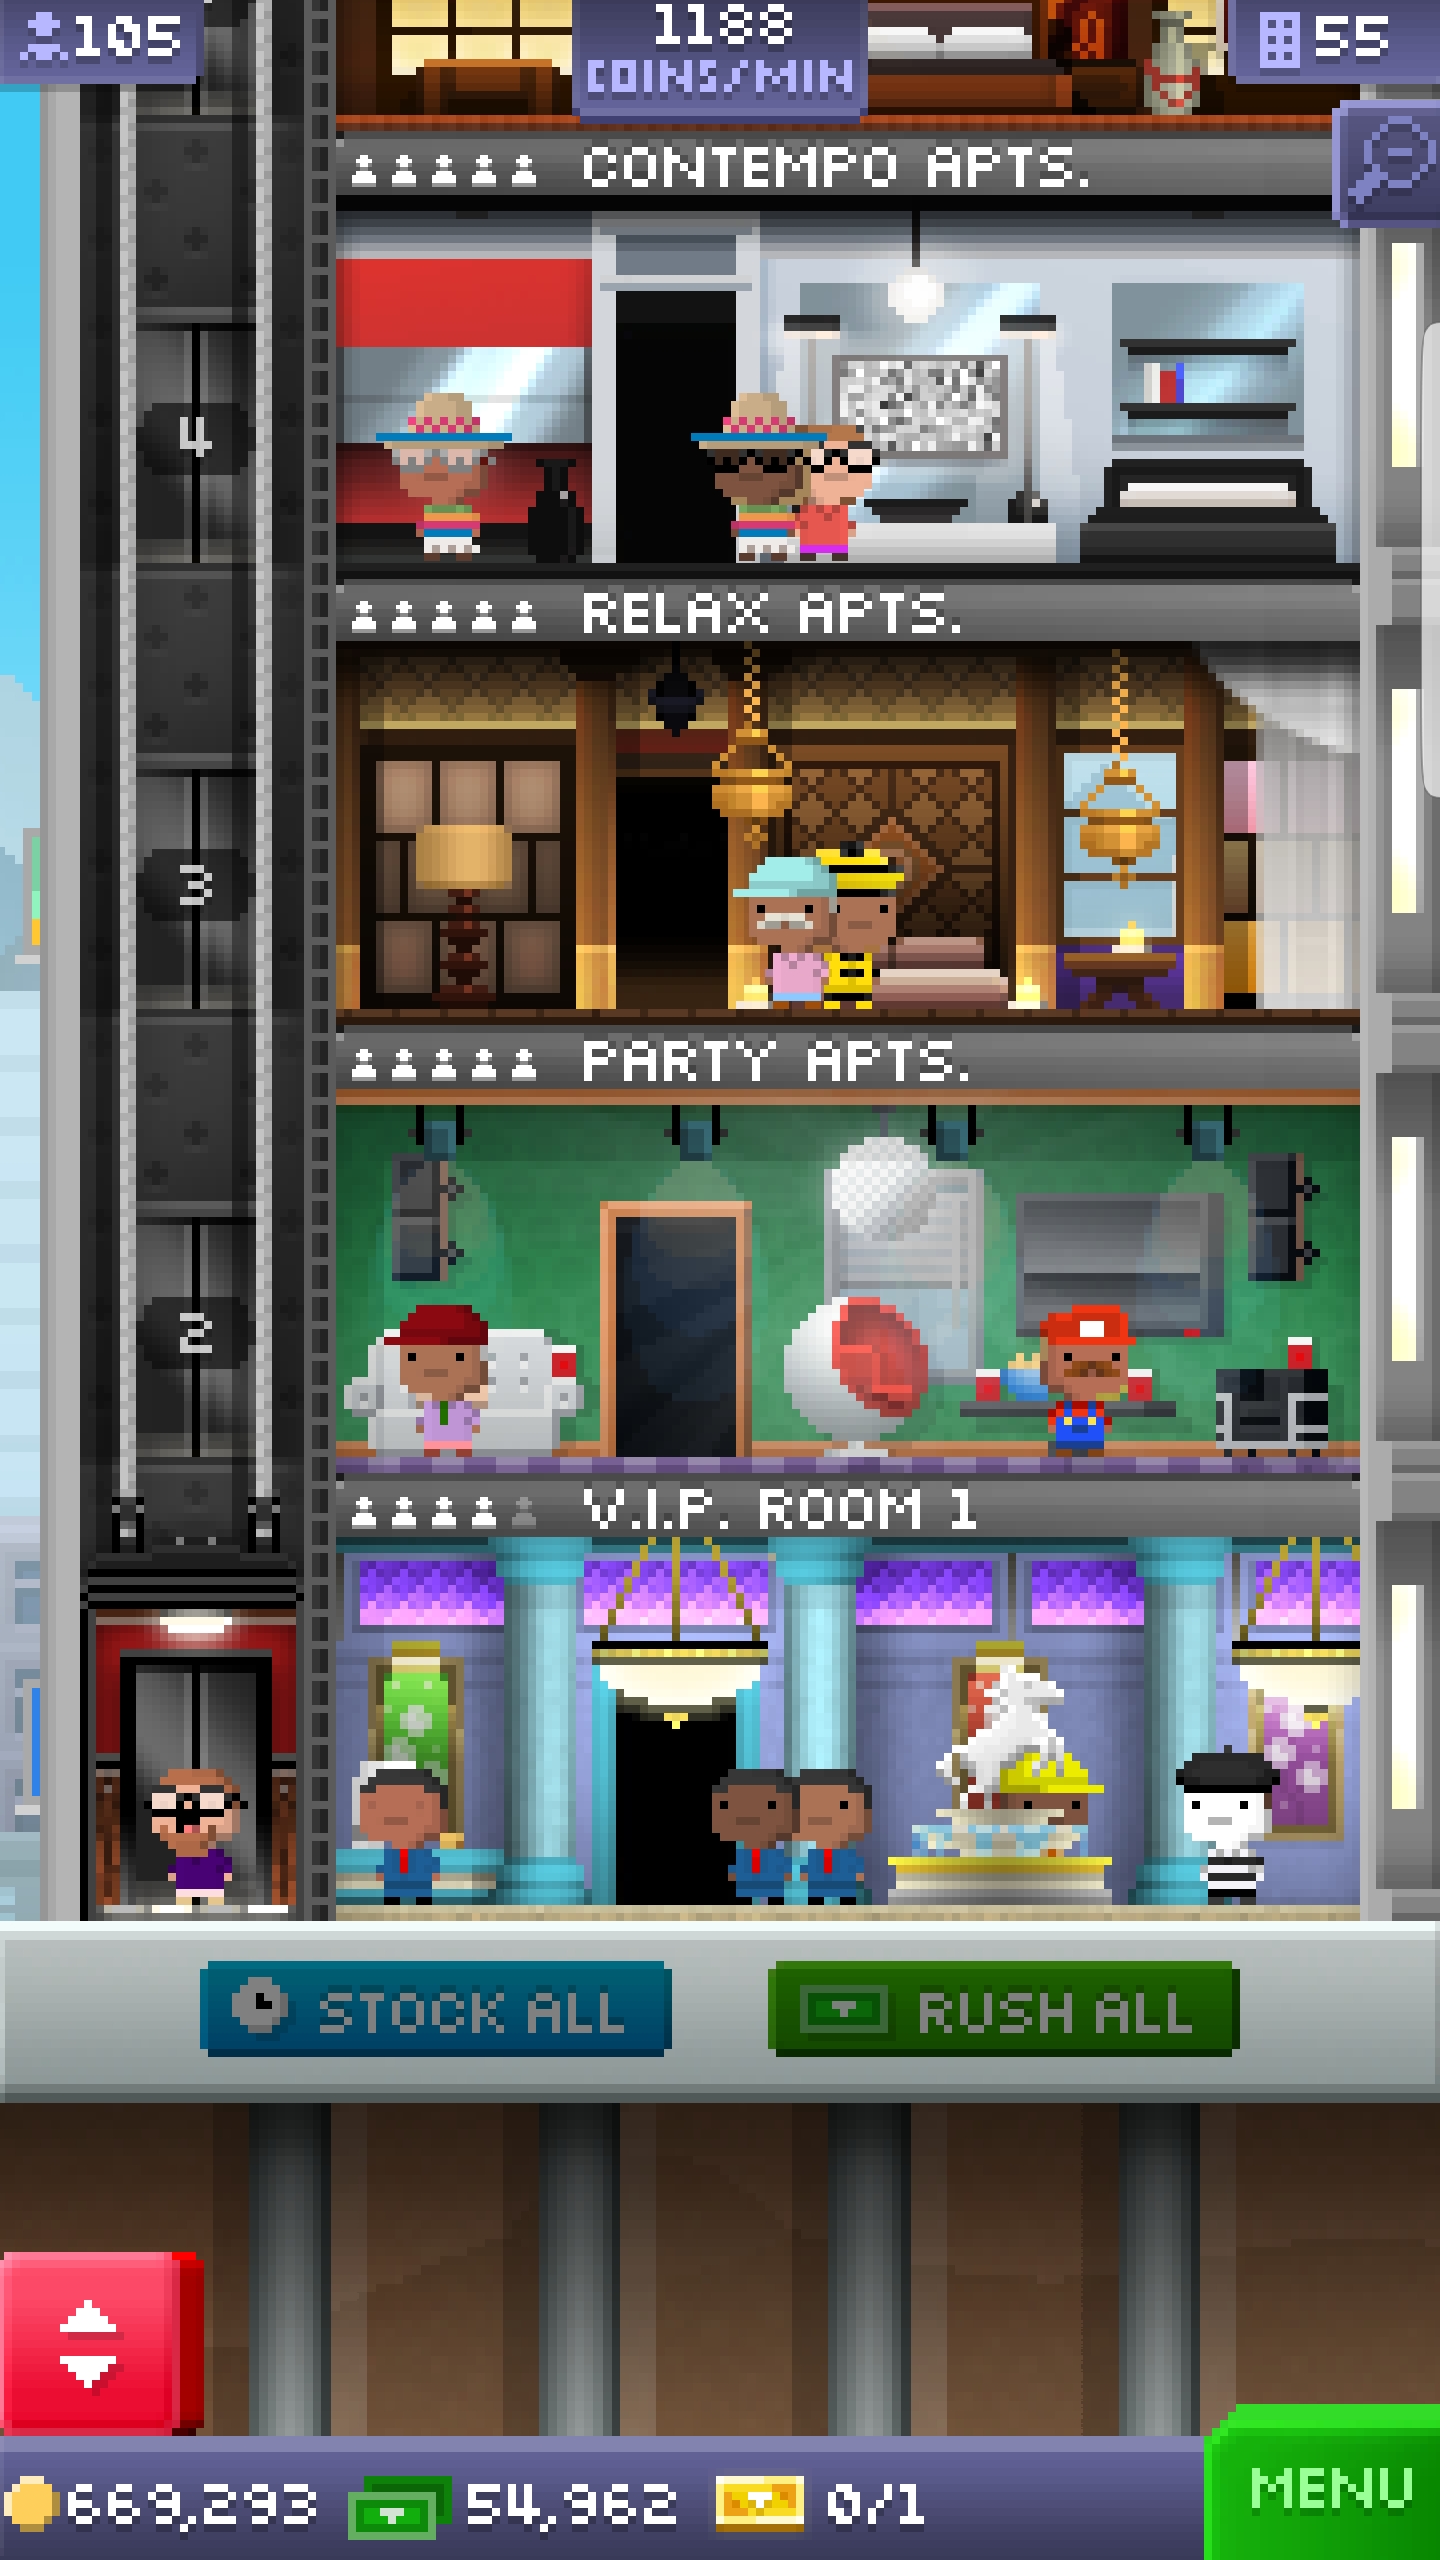 105
1188
COINS/MIN
55
CONTEMPO APTS.
4
RELAX APTS.
3
PARTY APTS.
2
V.I.P. ROOM 1
STOCK ALL
RUSH ALL
669,293
54,962
0/1
MENU